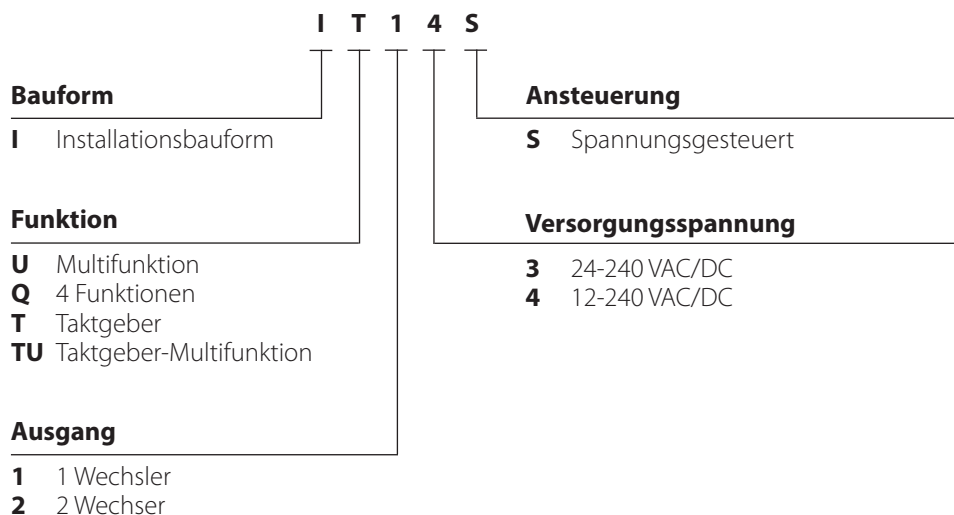 I T 1 4 S
Bauform
I Installationsbauform
Funktion
U Multifunktion
Q 4 Funktionen
T Taktgeber
TU Taktgeber-Multifunktion
Ausgang
1 1 Wechsler
2 2 Wechser
Ansteuerung
S Spannungsgesteuert
Versorgungsspannung
3 24-240 VAC/DC
4 12-240 VAC/DC